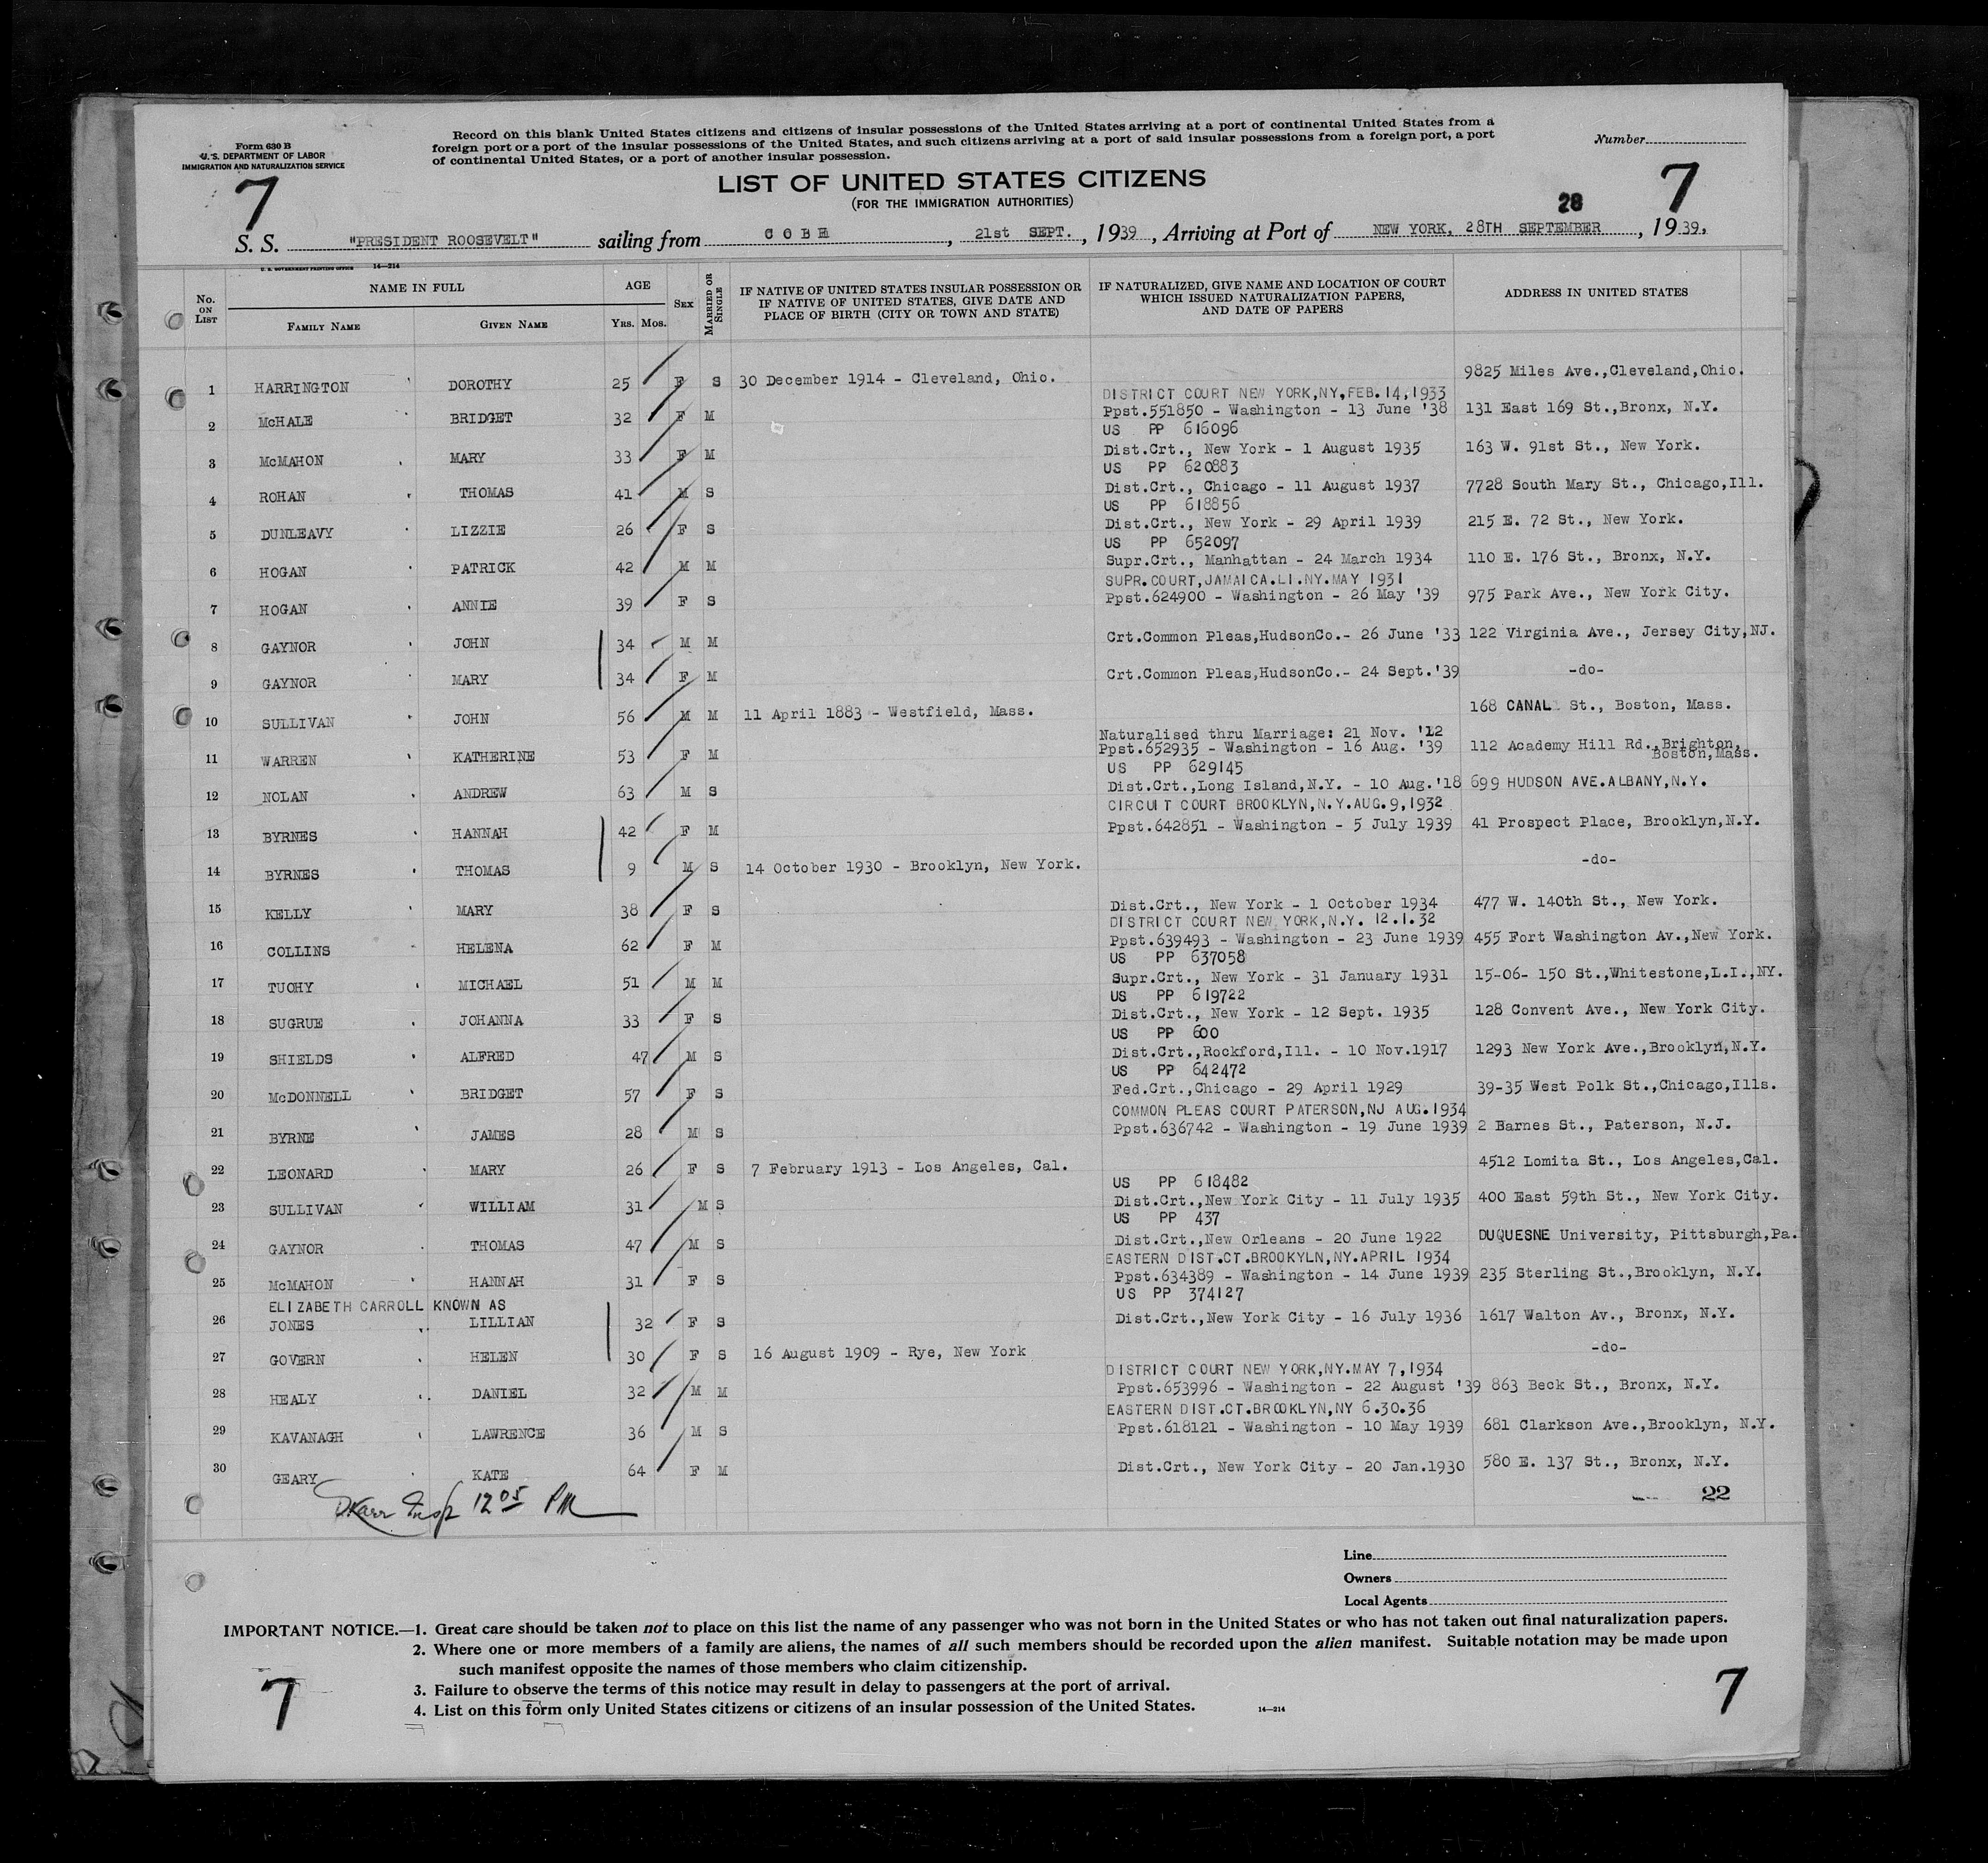 Form 630 B
U. S. DEPARTMENT OF LABOR
IMMIGRATION AND NATURALIZATION SERVICE
Record on this blank United States citizens and citizens of insular possessions of the United States arriving at a port of continental United States from a
foreign port or a port of the insular possessions of the United States, and such citizens arriving at a port of said insular possessions from a foreign port, a port
of continental United States, or a port of another insular possession.
Number
7
7
LIST OF UNITED STATES CITIZENS
(FOR THE IMMIGRATION AUTHORITIES)
28
S. S. "PRESIDENT ROOSEVELT" sailing from COBH, 21st SEPT., 1939, Arriving at Port of NEW YORK, 28TH SEPTEMBER, 1939.
U. S. GOVERNMENT PRINTING OFFICE 14—214
No. ON LIST NAME IN FULL FAMILY NAME GIVEN NAME AGE YRS. MOS. SEX MARRIED OR SINGLE IF NATIVE OF UNITED STATES INSULAR POSSESSION OR IF NATIVE OF UNITED STATES, GIVE DATE AND PLACE OF BIRTH (CITY OR TOWN AND STATE) IF NATURALIZED, GIVE NAME AND LOCATION OF COURT WHICH ISSUED NATURALIZATION PAPERS, AND DATE OF PAPERS ADDRESS IN UNITED STATES
1 HARRINGTON DOROTHY 25 F S 30 December 1914 - Cleveland, Ohio. 9825 Miles Ave.,Cleveland,Ohio.
DISTRICT COURT NEW YORK,NY,FEB.14,1933
2 McHALE BRIDGET 32 F M Ppst.551850 - Washington - 13 June '38 131 East 169 St.,Bronx, N.Y.
US PP 616096
3 McMAHON MARY 33 F M Dist.Crt., New York - 1 August 1935 163 W. 91st St., New York.
US PP 620883
4 ROHAN THOMAS 41 M S Dist.Crt., Chicago - 11 August 1937 7728 South Mary St., Chicago,Ill.
US PP 618856
5 DUNLEAVY LIZZIE 26 F S Dist.Crt., New York - 29 April 1939 215 E. 72 St., New York.
US PP 652097
6 HOGAN PATRICK 42 M M Supr.Crt., Manhattan - 24 March 1934 110 E. 176 St., Bronx, N.Y.
SUPR.COURT,JAMAICA.LI.NY.MAY 1931
7 HOGAN ANNIE 39 F S Ppst.624900 - Washington - 26 May '39 975 Park Ave., New York City.
8 GAYNOR JOHN 34 M M Crt.Common Pleas,HudsonCo.- 26 June '33 122 Virginia Ave., Jersey City,NJ.
9 GAYNOR MARY 34 F M Crt.Common Pleas,HudsonCo.- 24 Sept.'39 -do-
10 SULLIVAN JOHN 56 M M 11 April 1883 - Westfield, Mass. 168 CANAL St., Boston, Mass.
Naturalised thru Marriage: 21 Nov. '12
11 WARREN KATHERINE 53 F M Ppst.652935 - Washington - 16 Aug. '39 112 Academy Hill Rd.,Brighton,
Boston,Mass.
US PP 629145
12 NOLAN ANDREW 63 M S Dist.Crt.,Long Island,N.Y. - 10 Aug.'18 699 HUDSON AVE.ALBANY,N.Y.
CIRCUIT COURT BROOKLYN,N.Y.AUG.9,1932
13 BYRNES HANNAH 42 F M Ppst.642851 - Washington - 5 July 1939 41 Prospect Place, Brooklyn,N.Y.
14 BYRNES THOMAS 9 M S 14 October 1930 - Brooklyn, New York. -do-
15 KELLY MARY 38 F S Dist.Crt., New York - 1 October 1934 477 W. 140th St., New York.
DISTRICT COURT NEW YORK,N.Y. 12.1.32
16 COLLINS HELENA 62 F M Ppst.639493 - Washington - 23 June 1939 455 Fort Washington Av.,New York.
US PP 637058
17 TUOHY MICHAEL 51 M M Supr.Crt., New York - 31 January 1931 15-06- 150 St.,Whitestone,L.I.,NY.
US PP 619722
18 SUGRUE JOHANNA 33 F S Dist.Crt., New York - 12 Sept. 1935 128 Convent Ave., New York City.
US PP 600
19 SHIELDS ALFRED 47 M S Dist.Crt.,Rockford,Ill. - 10 Nov.1917 1293 New York Ave.,Brooklyn,N.Y.
US PP 642472
20 McDONNELL BRIDGET 57 F S Fed.Crt.,Chicago - 29 April 1929 39-35 West Polk St.,Chicago,Ills.
COMMON PLEAS COURT PATERSON,NJ AUG.1934
21 BYRNE JAMES 28 M S Ppst.636742 - Washington - 19 June 1939 2 Barnes St., Paterson, N.J.
22 LEONARD MARY 26 F S 7 February 1913 - Los Angeles, Cal. 4512 Lomita St., Los Angeles,Cal.
US PP 618482
23 SULLIVAN WILLIAM 31 M S Dist.Crt.,New York City - 11 July 1935 400 East 59th St., New York City.
US PP 437
24 GAYNOR THOMAS 47 M S Dist.Crt.,New Orleans - 20 June 1922 DUQUESNE University, Pittsburgh,Pa.
EASTERN DIST.CT.BROOKYLN,NY.APRIL 1934
25 McMAHON HANNAH 31 F S Ppst.634389 - Washington - 14 June 1939 235 Sterling St.,Brooklyn, N.Y.
US PP 374127
ELIZABETH CARROLL KNOWN AS
26 JONES LILLIAN 32 F S Dist.Crt.,New York City - 16 July 1936 1617 Walton Av., Bronx, N.Y.
27 GOVERN HELEN 30 F S 16 August 1909 - Rye, New York -do-
DISTRICT COURT NEW YORK,NY.MAY 7,1934
28 HEALY DANIEL 32 M M Ppst.653996 - Washington - 22 August '39 863 Beck St., Bronx, N.Y.
EASTERN DIST.CT.BROOKLYN,NY 6.30.36
29 KAVANAGH LAWRENCE 36 M S Ppst.618121 - Washington - 10 May 1939 681 Clarkson Ave.,Brooklyn, N.Y.
30 GEARY KATE 64 F M Dist.Crt., New York City - 20 Jan.1930 580 E. 137 St., Bronx, N.Y.
Insp 12 05 PM
22
Line
Owners
Local Agents
IMPORTANT NOTICE.—1. Great care should be taken not to place on this list the name of any passenger who was not born in the United States or who has not taken out final naturalization papers.
2. Where one or more members of a family are aliens, the names of all such members should be recorded upon the alien manifest. Suitable notation may be made upon
such manifest opposite the names of those members who claim citizenship.
3. Failure to observe the terms of this notice may result in delay to passengers at the port of arrival.
4. List on this form only United States citizens or citizens of an insular possession of the United States. 14—214
7
7